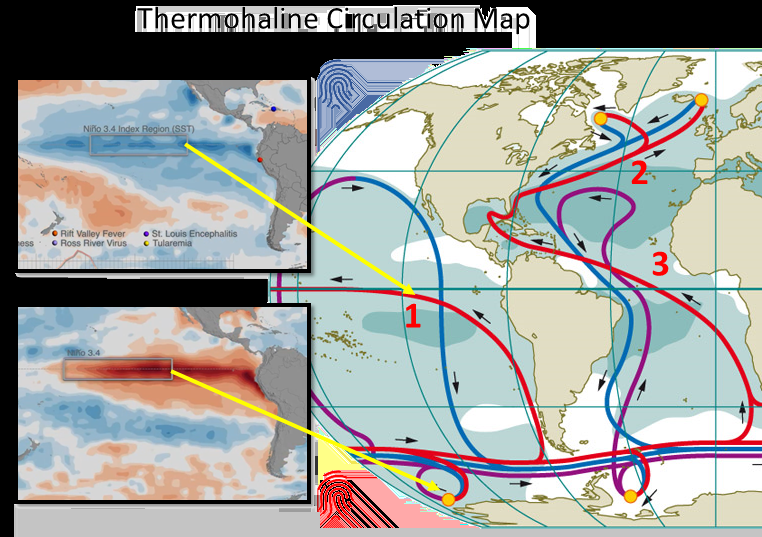 Thermohaline Circulation Map
Niño 3.4 Index Region (SST)
Rift Valley Fever
St. Louis Encephalitis
ness
Ross River Virus
Tularemia
Niño 3.4
1
2
3